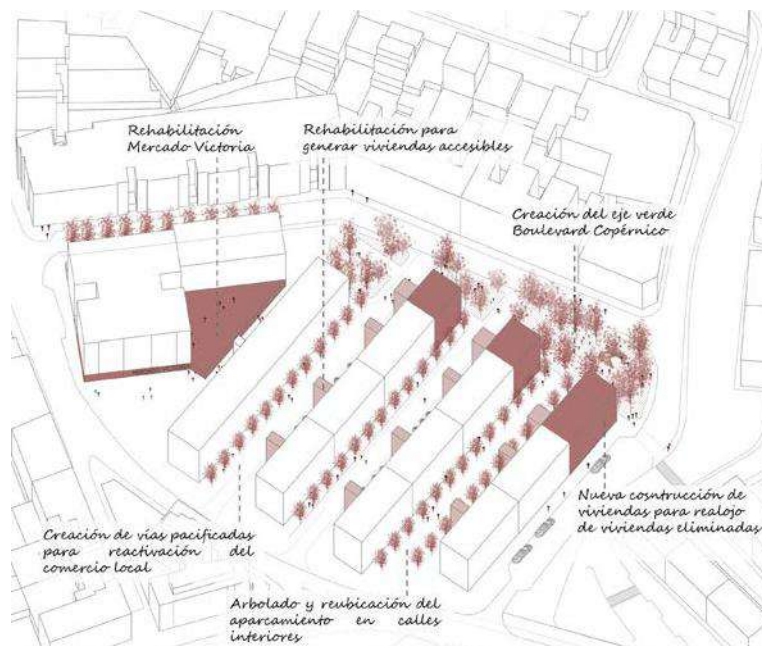 Rehabilitación
Mercado Victoria
Rehabilitación para
generar viviendas accesibles
Creación del eje verde
Boulevard Copérnico
Nueva cosntrucción de
viviendas para realojo
de viviendas eliminadas
Creación de vías pacificadas
para reactivación del
comercio local
Arbolado y reubicación del
aparcamiento en calles
interiores